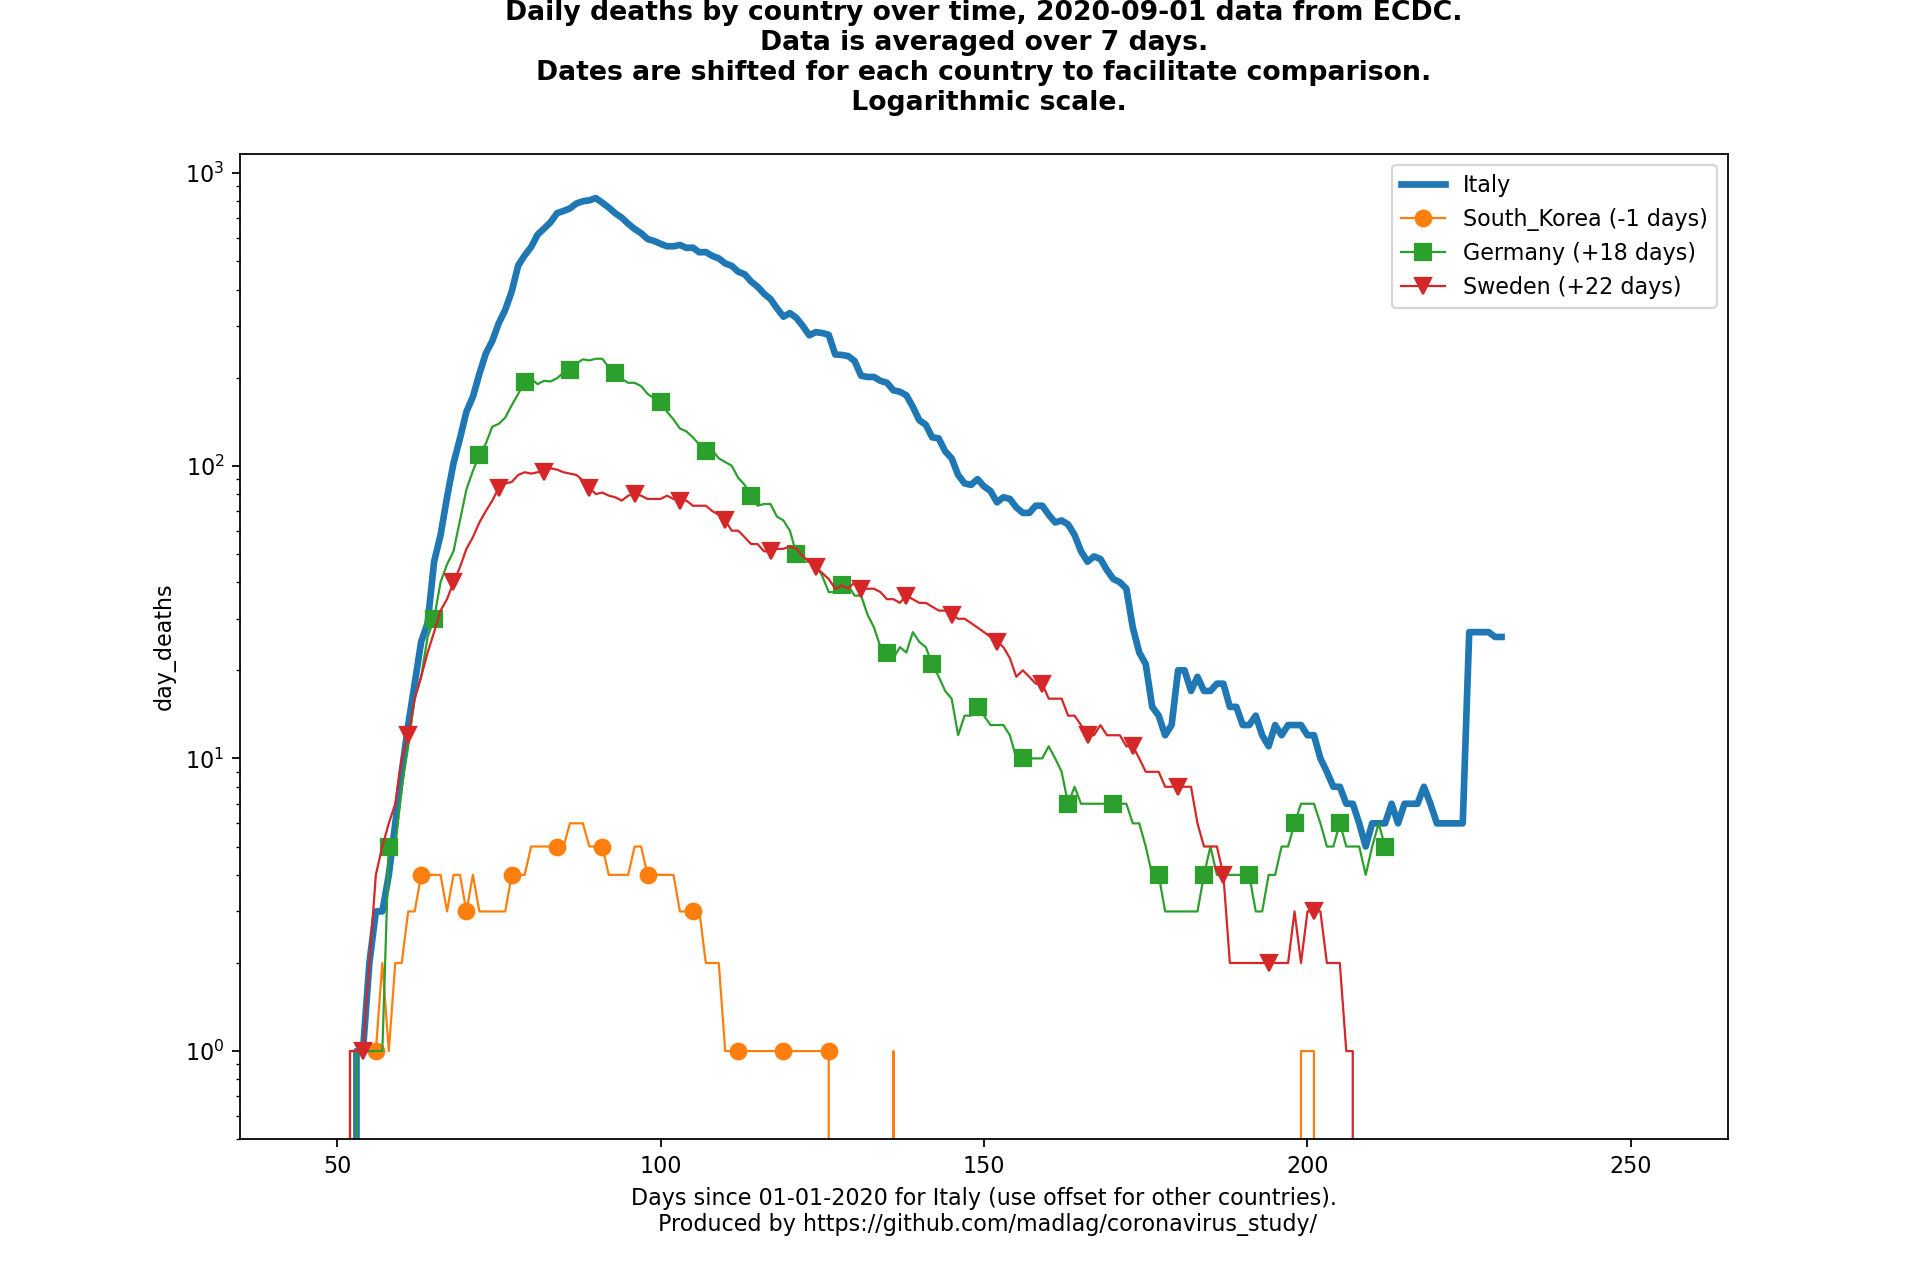 Daily deaths by country over time, 2020-09-01 data from ECDC.
Data is averaged over 7 days.
Dates are shifted for each country to facilitate comparison.
Logarithmic scale.
10³
10²
10¹
10⁰
day_deaths
Italy
South_Korea (-1 days)
Germany (+18 days)
Sweden (+22 days)
50 100 150 200 250
Days since 01-01-2020 for Italy (use offset for other countries).
Produced by https://github.com/madlag/coronavirus_study/